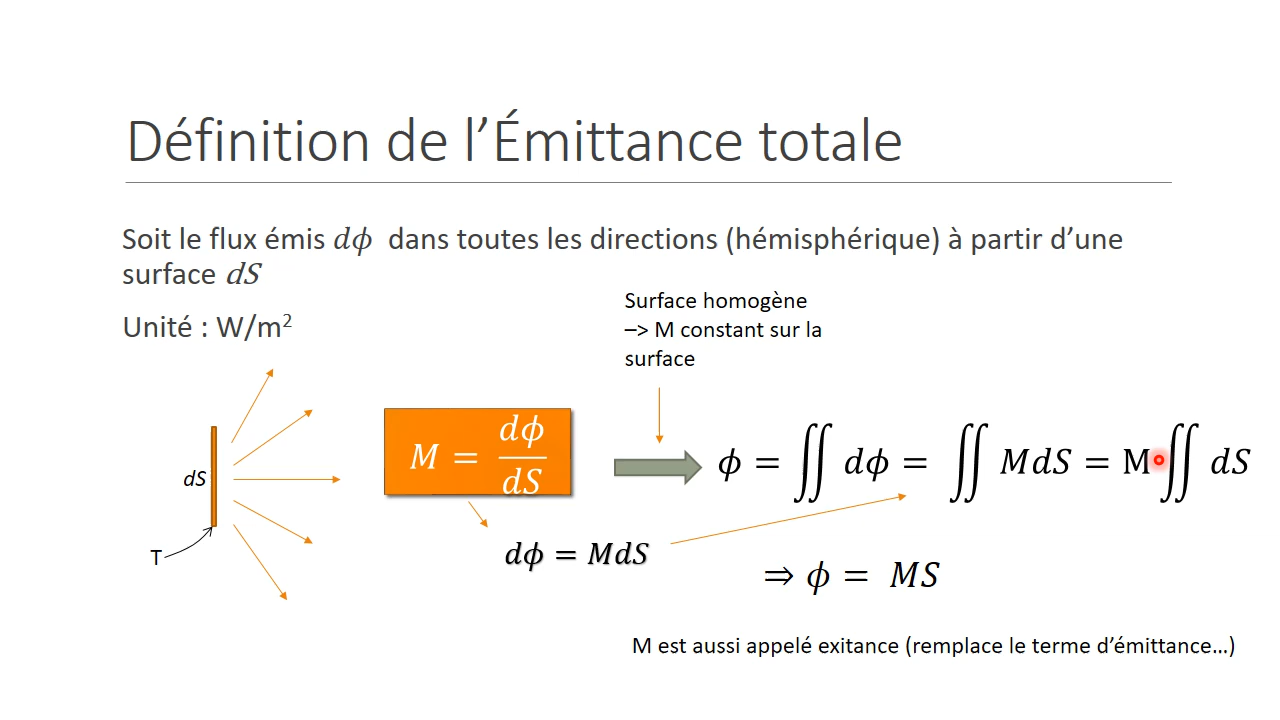 Définition de l’Émittance totale
Soit le flux émis dϕ dans toutes les directions (hémisphérique) à partir d’une
surface dS
Unité : W/m²
Surface homogène
–> M constant sur la
surface
dS
T
M = dϕ/dS
ϕ = ∬ dϕ = ∬ MdS = M ∬ dS
dϕ = MdS
⇒ ϕ = MS
M est aussi appelé exitance (remplace le terme d’émittance…)